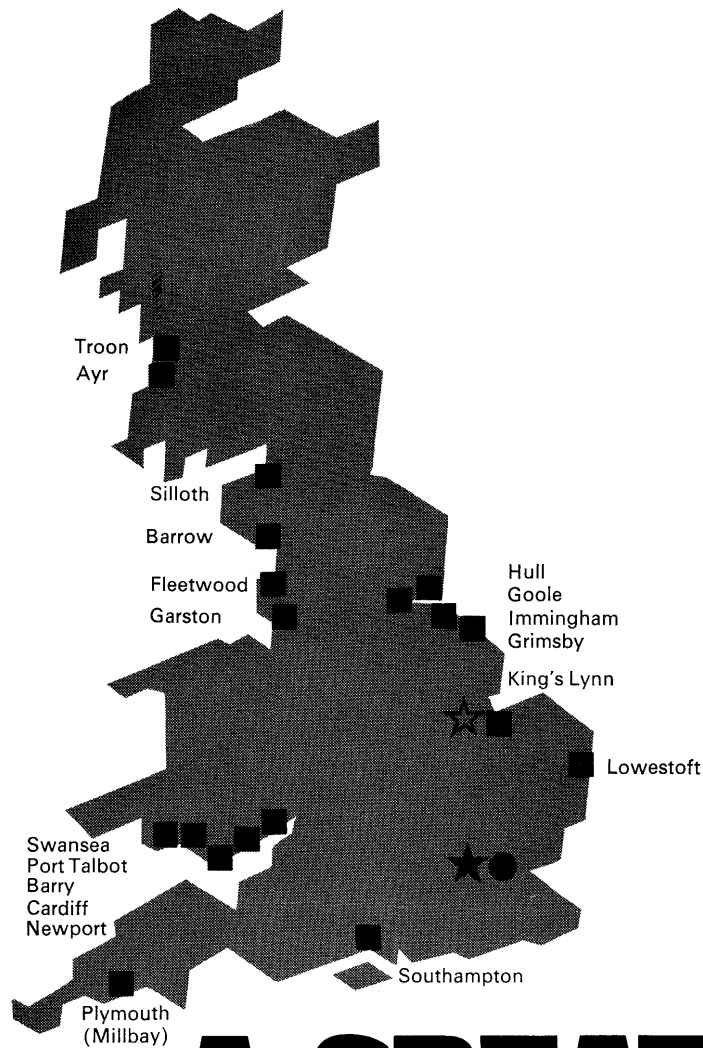 Troon
Ayr
Silloth
Barrow
Fleetwood
Garston
Hull
Goole
Immingham
Grimsby
King's Lynn
Lowestoft
Swansea
Port Talbot
Barry
Cardiff
Newport
Southampton
Plymouth
(Millbay)
A GREAT